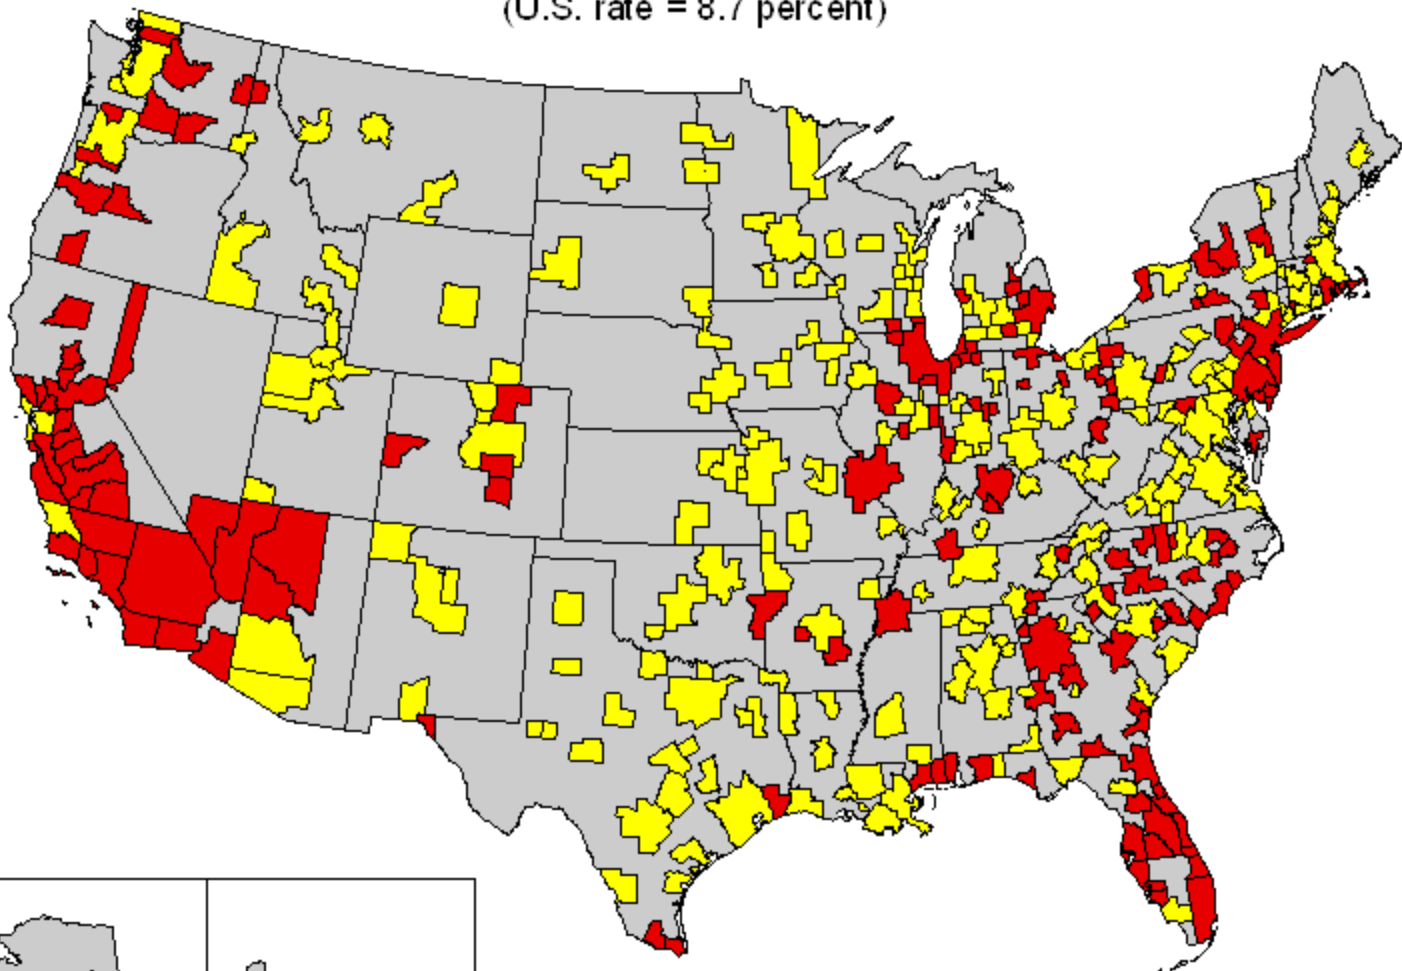 (U.S. rate = 8.7 percent)